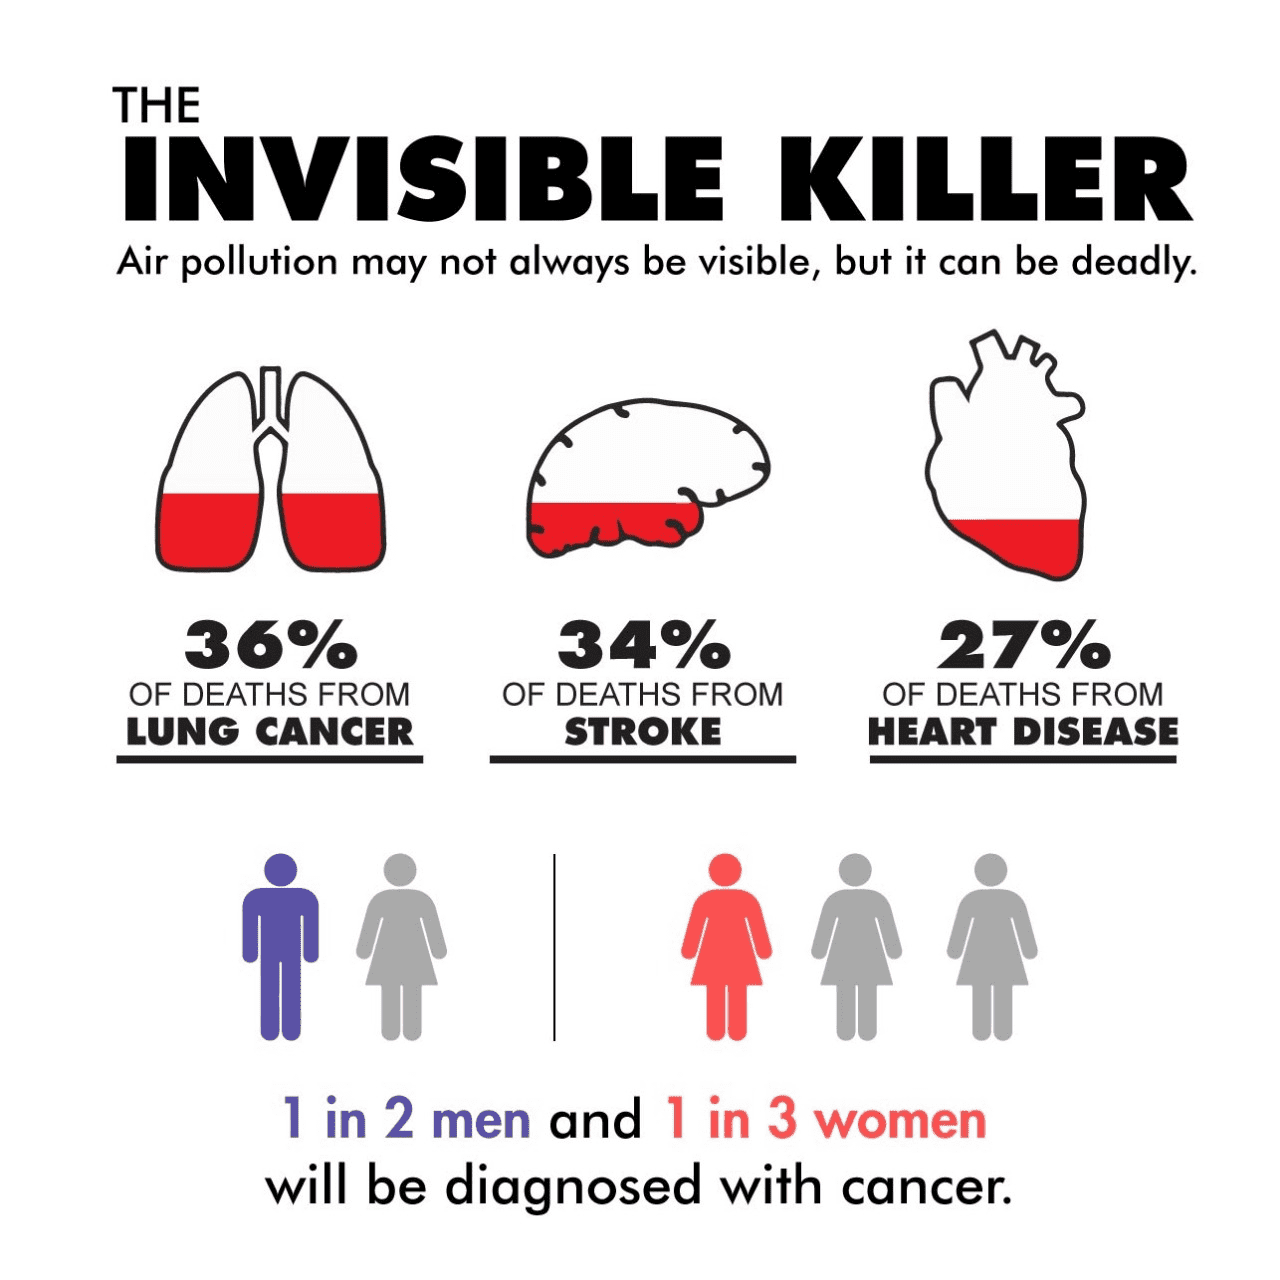 THE
INVISIBLE KILLER
Air pollution may not always be visible, but it can be deadly.
36%
OF DEATHS FROM
LUNG CANCER
34%
OF DEATHS FROM
STROKE
27%
OF DEATHS FROM
HEART DISEASE
1 in 2 men and 1 in 3 women
will be diagnosed with cancer.